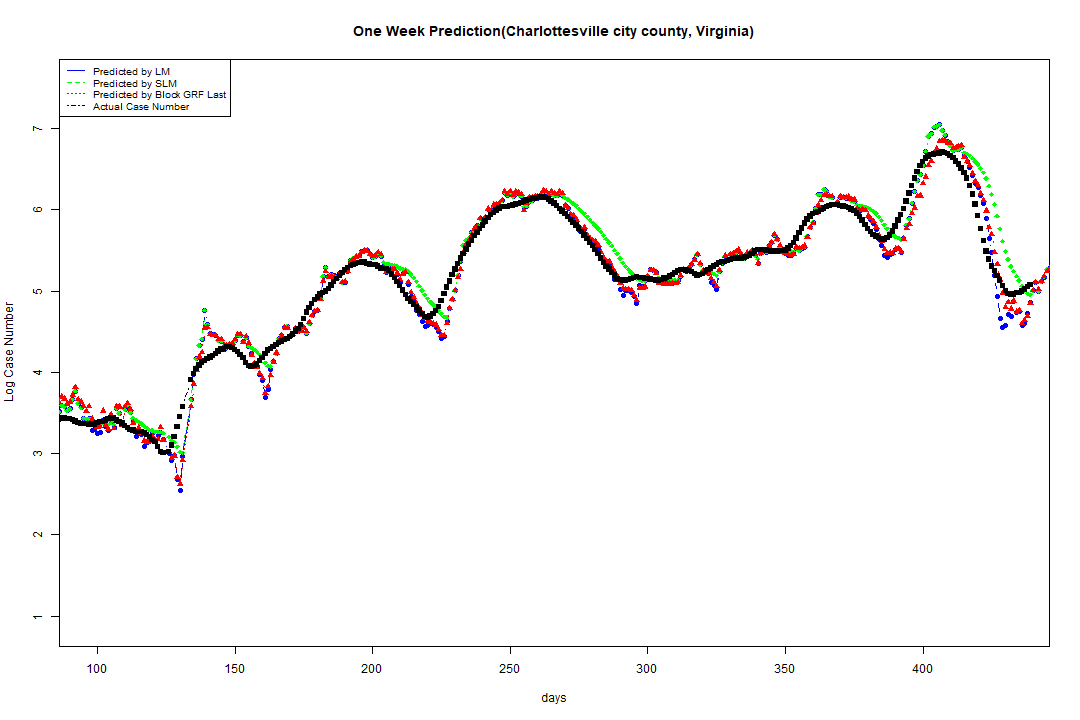 One Week Prediction(Charlottesville city county, Virginia)
Predicted by LM
Predicted by SLM
Predicted by Block GRF Last
Actual Case Number
Log Case Number
7
6
5
4
3
2
1
100 150 200 250 300 350 400
days